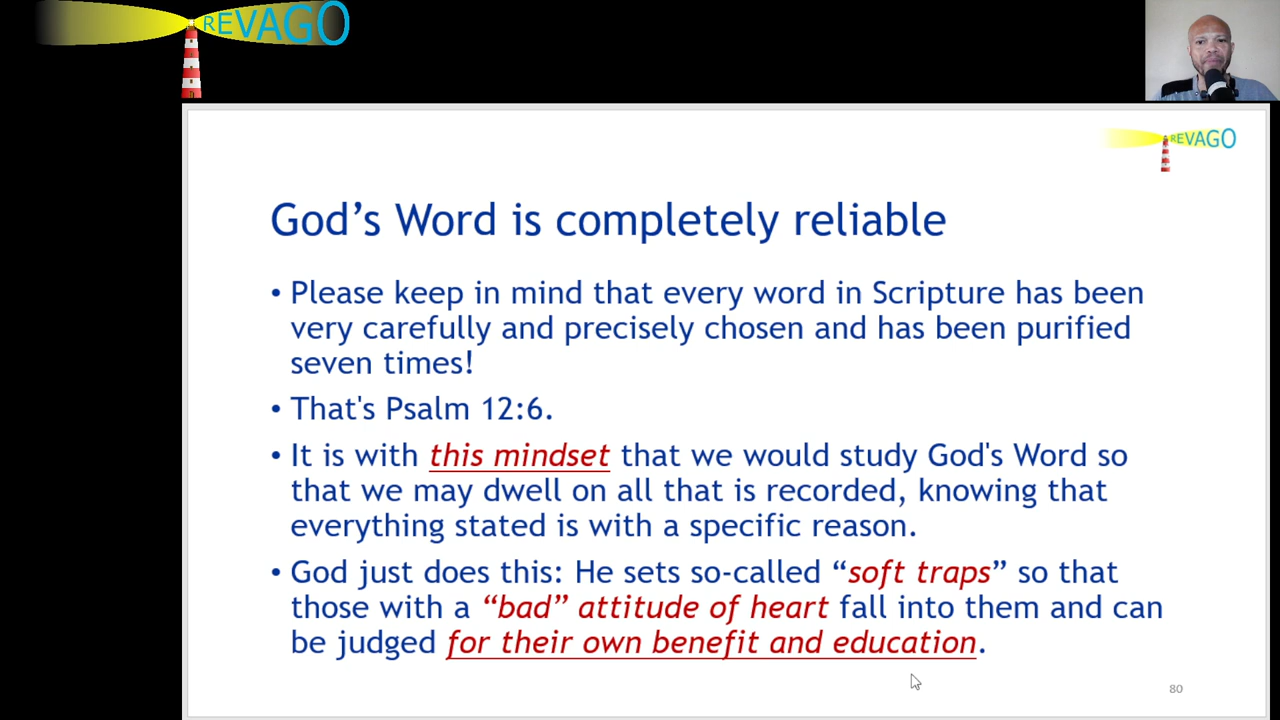 REVAGO
REVAGO
God’s Word is completely reliable
• Please keep in mind that every word in Scripture has been
very carefully and precisely chosen and has been purified
seven times!
• That's Psalm 12:6.
• It is with this mindset that we would study God's Word so
that we may dwell on all that is recorded, knowing that
everything stated is with a specific reason.
• God just does this: He sets so-called “soft traps” so that
those with a “bad” attitude of heart fall into them and can
be judged for their own benefit and education.
80